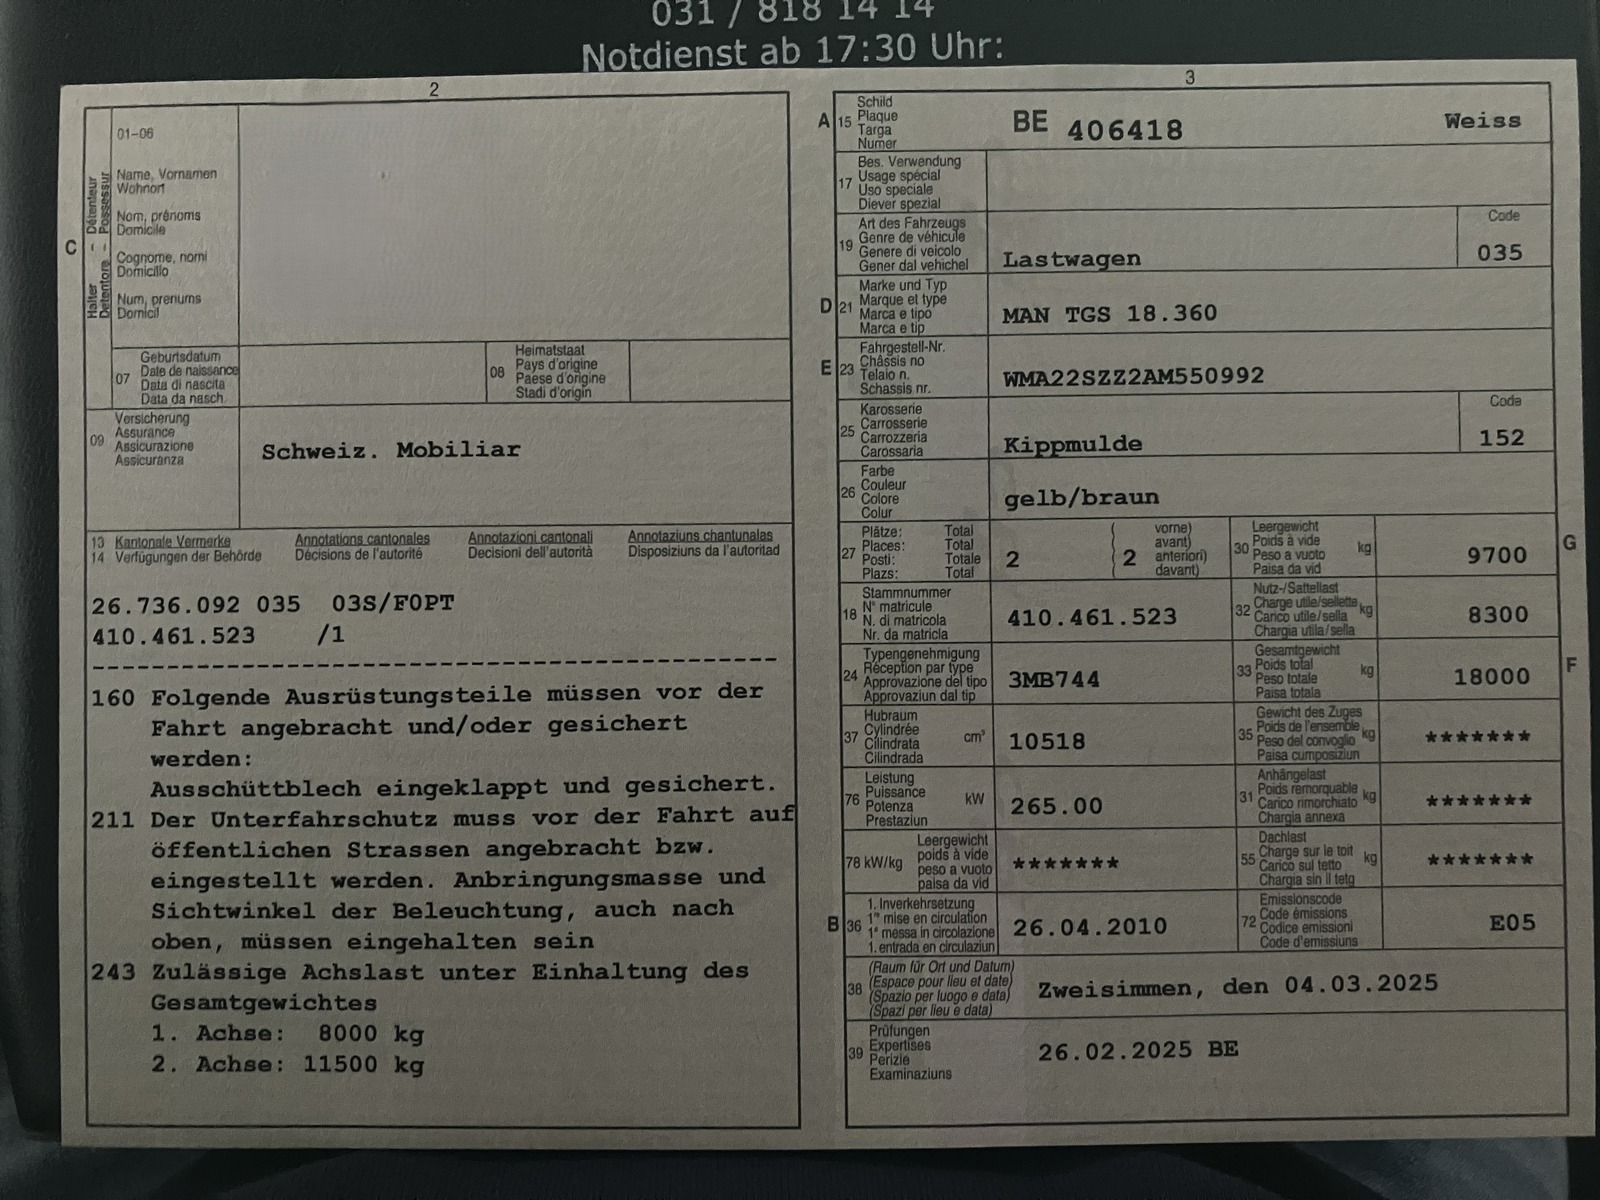 031 / 818 14 14
Notdienst ab 17:30 Uhr:
2
01-06
Name, Vornamen
Wohnort
Nom, prénoms
Domicile
Cognome, nomi
Domicilio
Num, prenums
Domicil
C
Halter – Détenteur
Detentore – Possessur
07
Geburtsdatum
Date de naissance
Data di nascita
Data da nasch.
08
Heimatstaat
Pays d'origine
Paese d'origine
Stadi d'origin
09
Versicherung
Assurance
Assicurazione
Assicuranza
Schweiz. Mobiliar
13 Kantonale Vermerke Annotations cantonales Annotazioni cantonali Annotaziuns chantunalas
14 Verfügungen der Behörde Décisions de l'autorité Decisioni dell'autorità Disposiziuns da l'autoritad
26.736.092 035 03S/F0PT
410.461.523 /1
160 Folgende Ausrüstungsteile müssen vor der
Fahrt angebracht und/oder gesichert
werden:
Ausschüttblech eingeklappt und gesichert.
211 Der Unterfahrschutz muss vor der Fahrt auf
öffentlichen Strassen angebracht bzw.
eingestellt werden. Anbringungsmasse und
Sichtwinkel der Beleuchtung, auch nach
oben, müssen eingehalten sein
243 Zulässige Achslast unter Einhaltung des
Gesamtgewichtes
1. Achse: 8000 kg
2. Achse: 11500 kg
3
A 15
Schild
Plaque
Targa
Numer
BE 406418 Weiss
17
Bes. Verwendung
Usage spécial
Uso speciale
Diever spezial
19
Art des Fahrzeugs
Genre de véhicule
Genere di veicolo
Gener dal vehichel
Lastwagen
Code
035
D 21
Marke und Typ
Marque et type
Marca e tipo
Marca e tip
MAN TGS 18.360
E 23
Fahrgestell-Nr.
Châssis no
Telaio n.
Schassis nr.
WMA22SZZ2AM550992
25
Karosserie
Carrosserie
Carrozzeria
Carossaria
Kippmulde
Code
152
26
Farbe
Couleur
Colore
Colur
gelb/braun
27
Plätze: Total
Places: Total
Posti: Totale
Plazs: Total
2
( 2
vorne)
avant)
anteriori)
davant)
30
Leergewicht
Poids à vide
Peso a vuoto
Paisa da vid
kg
9700
G
18
Stammnummer
N° matricule
N. di matricola
Nr. da matricla
410.461.523
32
Nutz-/Sattellast
Charge utile/sellette
Carico utile/sella
Chargia utila/sella
kg
8300
24
Typengenehmigung
Réception par type
Approvazione del tipo
Approvaziun dal tip
3MB744
33
Gesamtgewicht
Poids total
Peso totale
Paisa totala
kg
18000
F
37
Hubraum
Cylindrée
Cilindrata
Cilindrada
cm³
10518
35
Gewicht des Zuges
Poids de l'ensemble
Peso del convoglio
Paisa cumposiziun
kg
*******
76
Leistung
Puissance
Potenza
Prestaziun
kW
265.00
31
Anhängelast
Poids remorquable
Carico rimorchiato
Chargia annexa
kg
*******
78 kW/kg
Leergewicht
poids à vide
peso a vuoto
paisa da vid
*******
55
Dachlast
Charge sur le toit
Carico sul tetto
Chargia sin il tetg
kg
*******
B 36
1. Inverkehrsetzung
1re mise en circulation
1a messa in circolazione
1. entrada en circulaziun
26.04.2010
72
Emissionscode
Code émissions
Codice emissioni
Code d'emissiuns
E05
38
(Raum für Ort und Datum)
(Espace pour lieu et date)
(Spazio per luogo e data)
(Spazi per lieu e data)
Zweisimmen, den 04.03.2025
39
Prüfungen
Expertises
Perizie
Examinaziuns
26.02.2025 BE